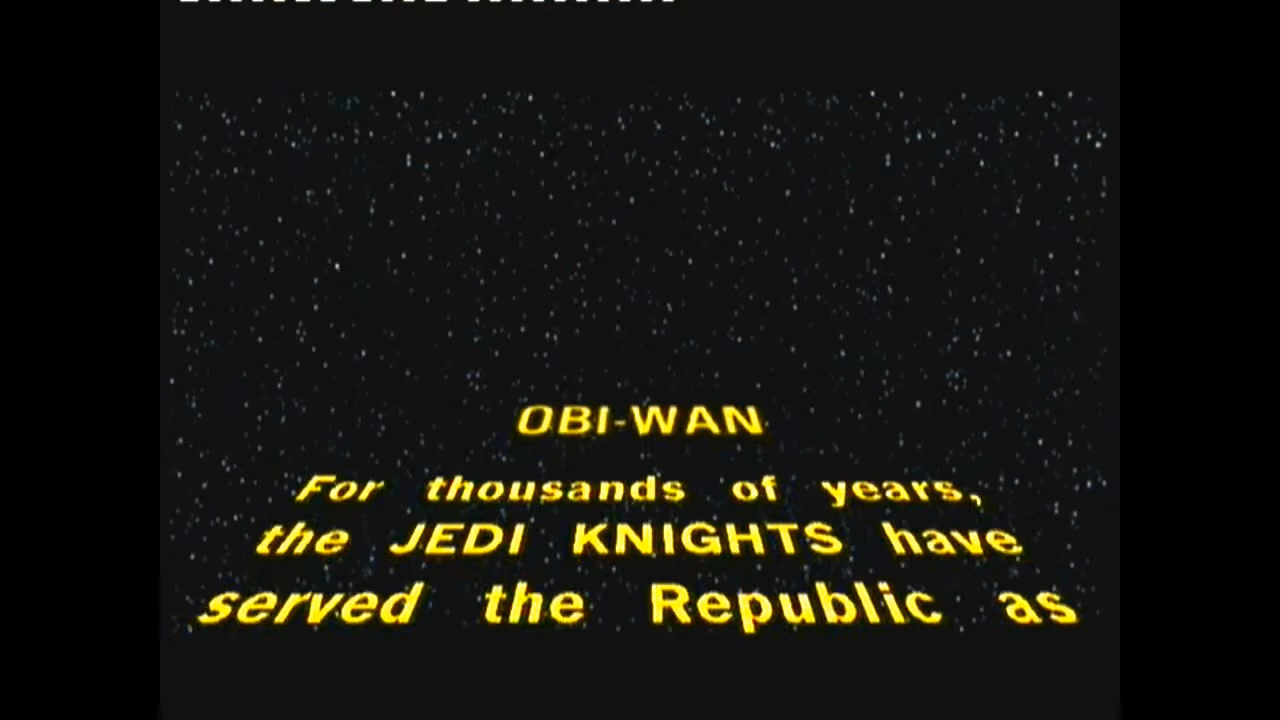 OBI-WAN
For thousands of years,
the JEDI KNIGHTS have
served the Republic as